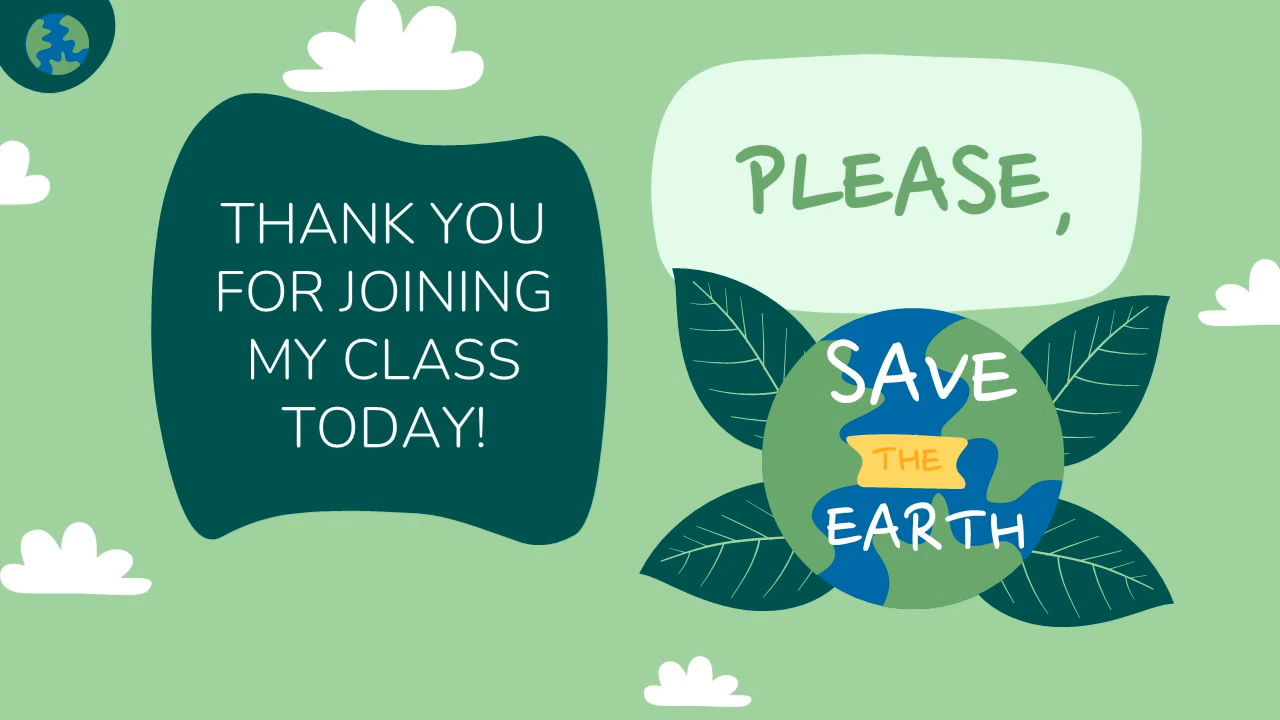 THANK YOU
FOR JOINING
MY CLASS
TODAY!
PLEASE,
SAVE
THE
EARTH